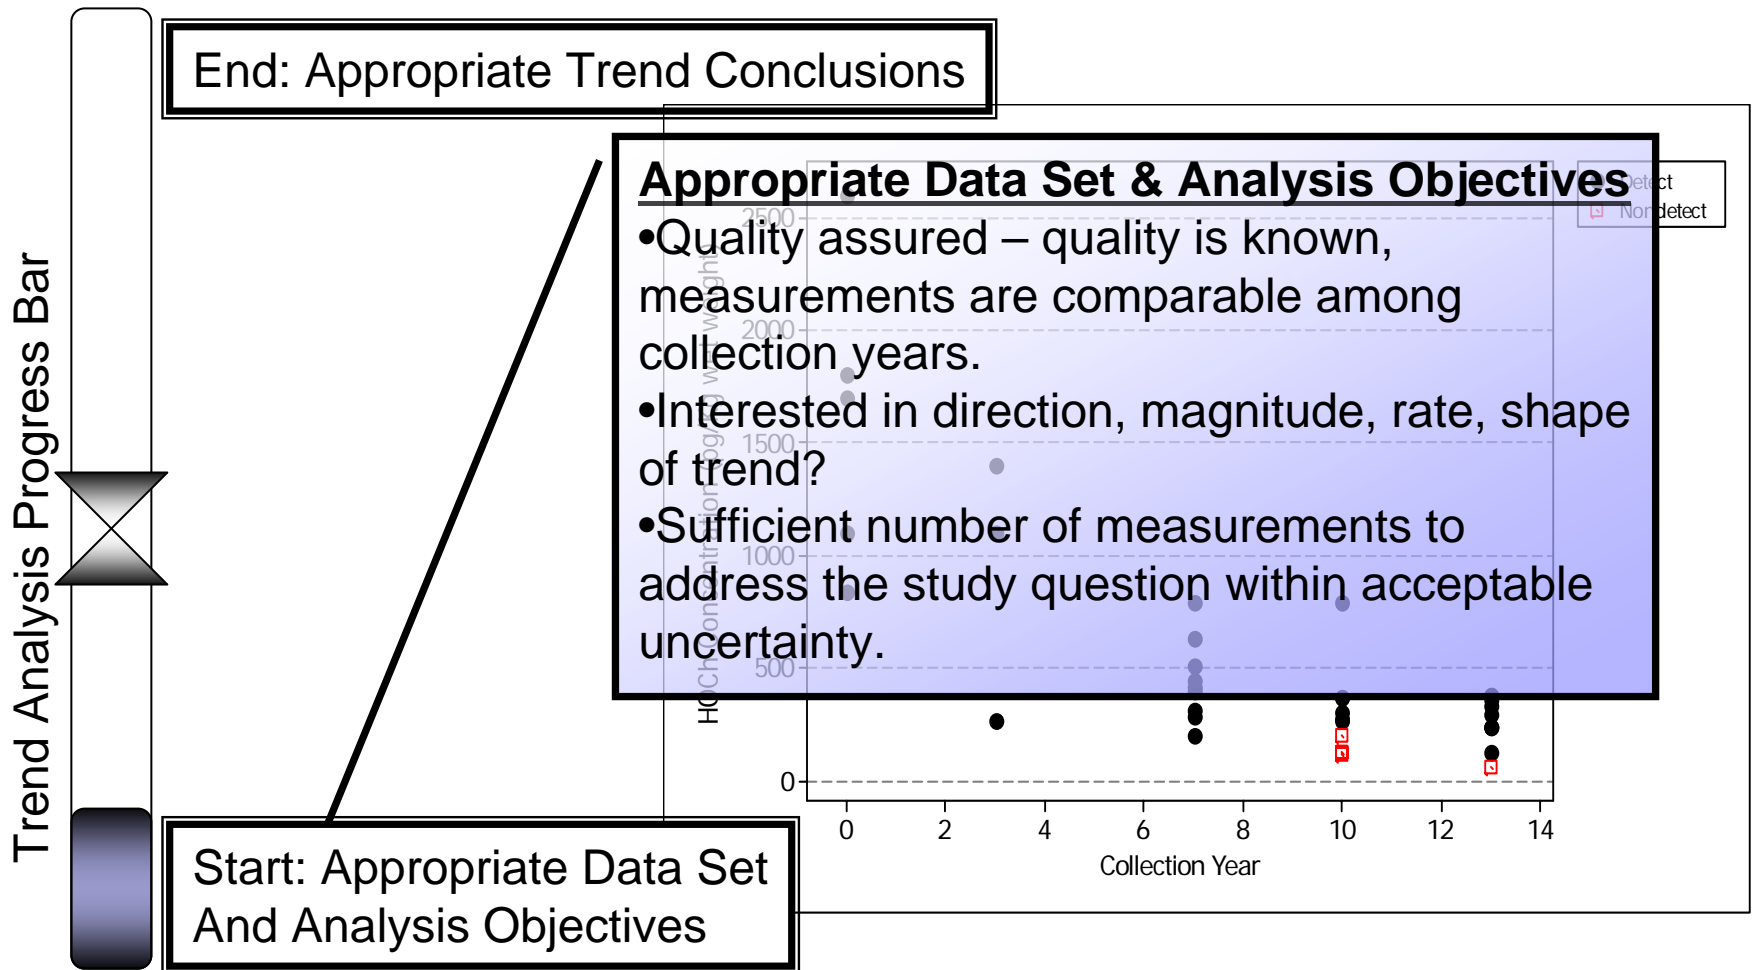 End: Appropriate Trend Conclusions
Trend Analysis Progress Bar
Appropriate Data Set & Analysis Objectives
•Quality assured – quality is known,
measurements are comparable among
collection years.
•Interested in direction, magnitude, rate, shape
of trend?
•Sufficient number of measurements to
address the study question within acceptable
uncertainty.
Detect
Nondetect
2500
2000
1500
1000
500
0
0 2 4 6 8 10 12 14
Collection Year
Start: Appropriate Data Set
And Analysis Objectives